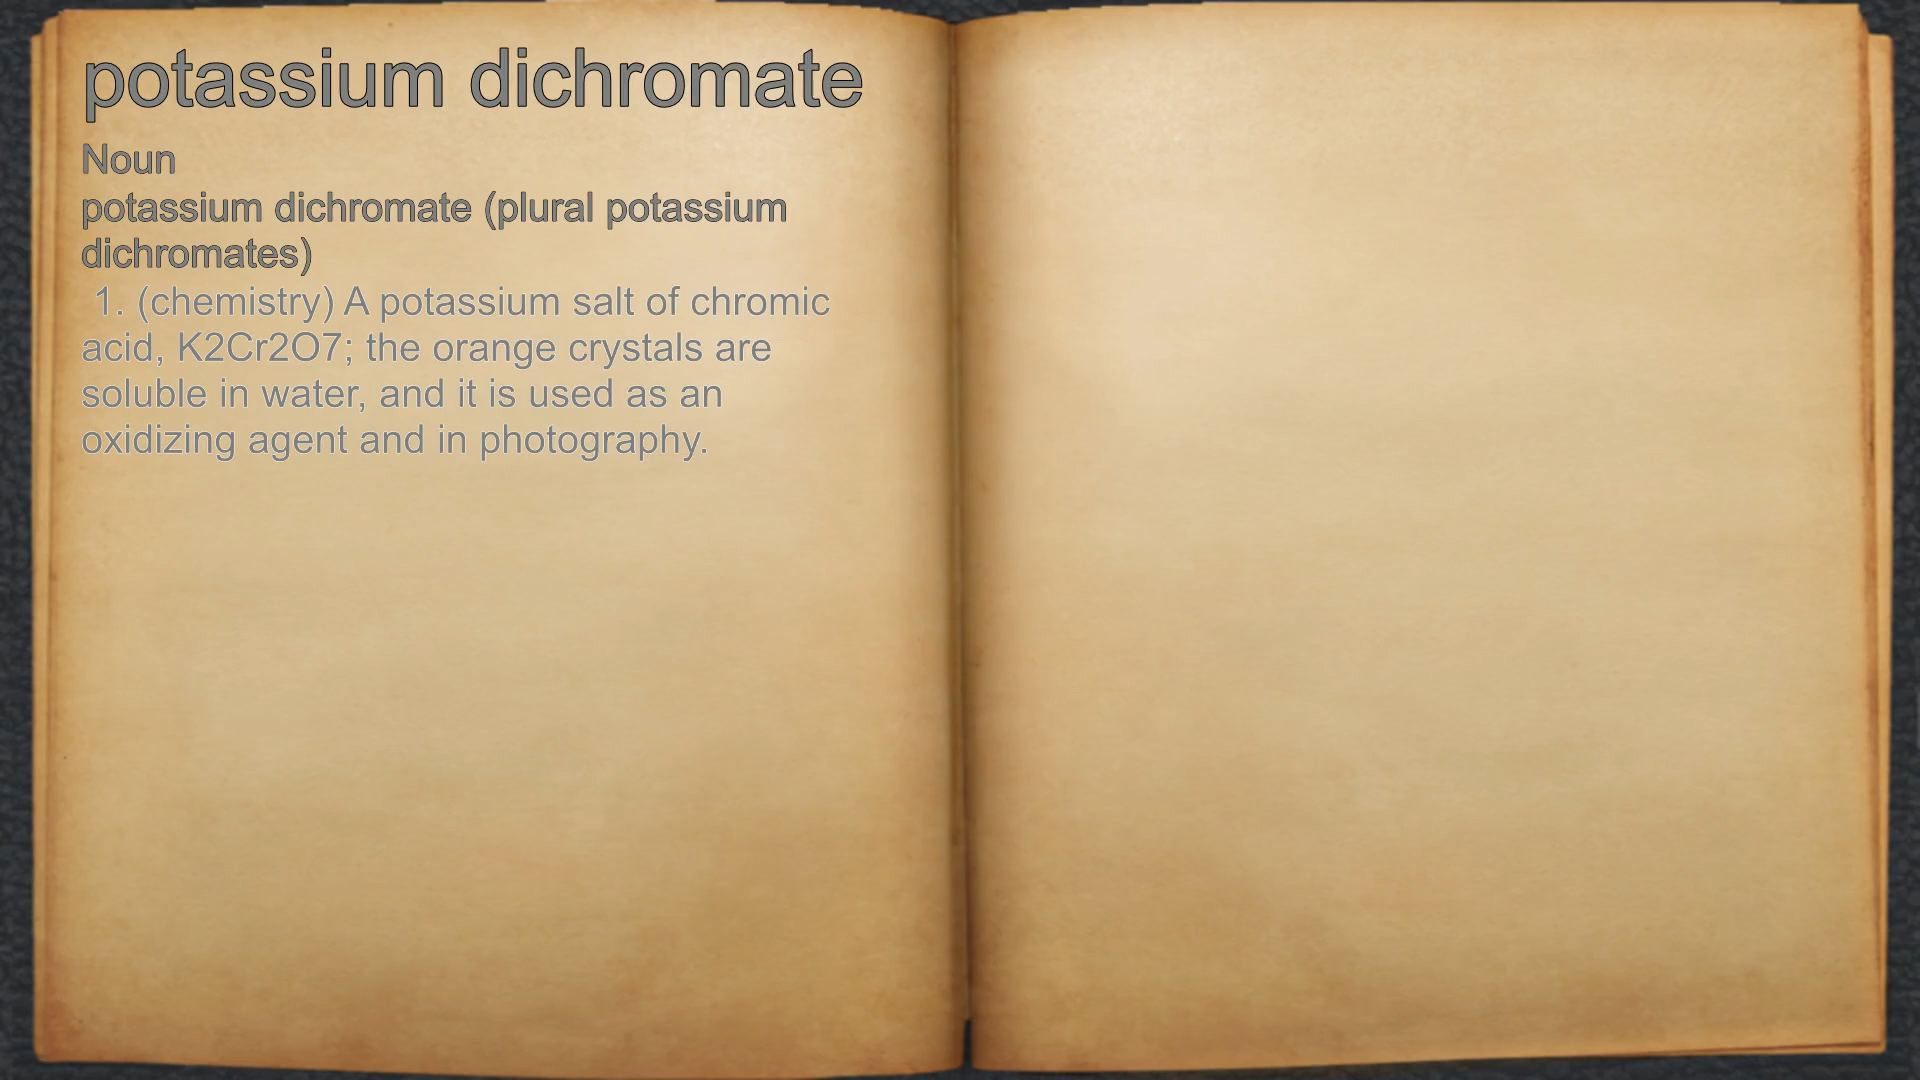 potassium dichromate
Noun
potassium dichromate (plural potassium
dichromates)
1. (chemistry) A potassium salt of chromic
acid, K2Cr2O7; the orange crystals are
soluble in water, and it is used as an
oxidizing agent and in photography.